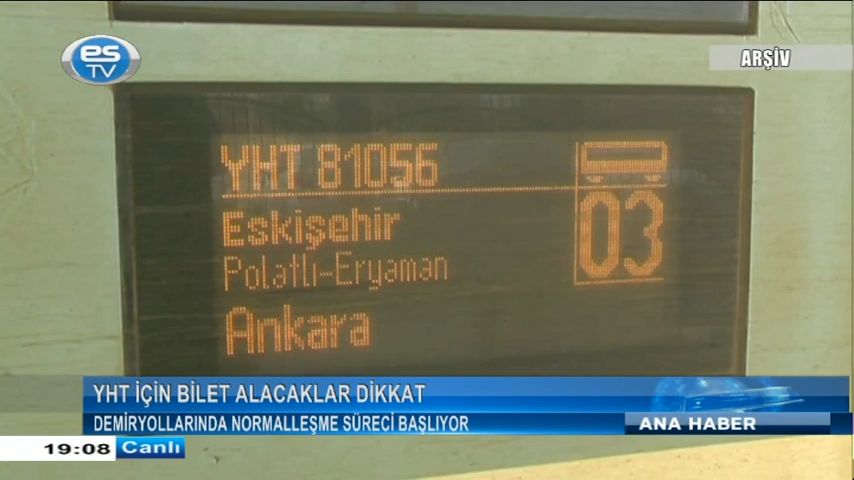 es
TV
ARŞİV
YHT 81056
Eskişehir
03
Polatlı-Eryaman
Ankara
YHT İÇİN BİLET ALACAKLAR DİKKAT
DEMİRYOLLARINDA NORMALLEŞME SÜRECİ BAŞLIYOR
ANA HABER
19:08 Canlı